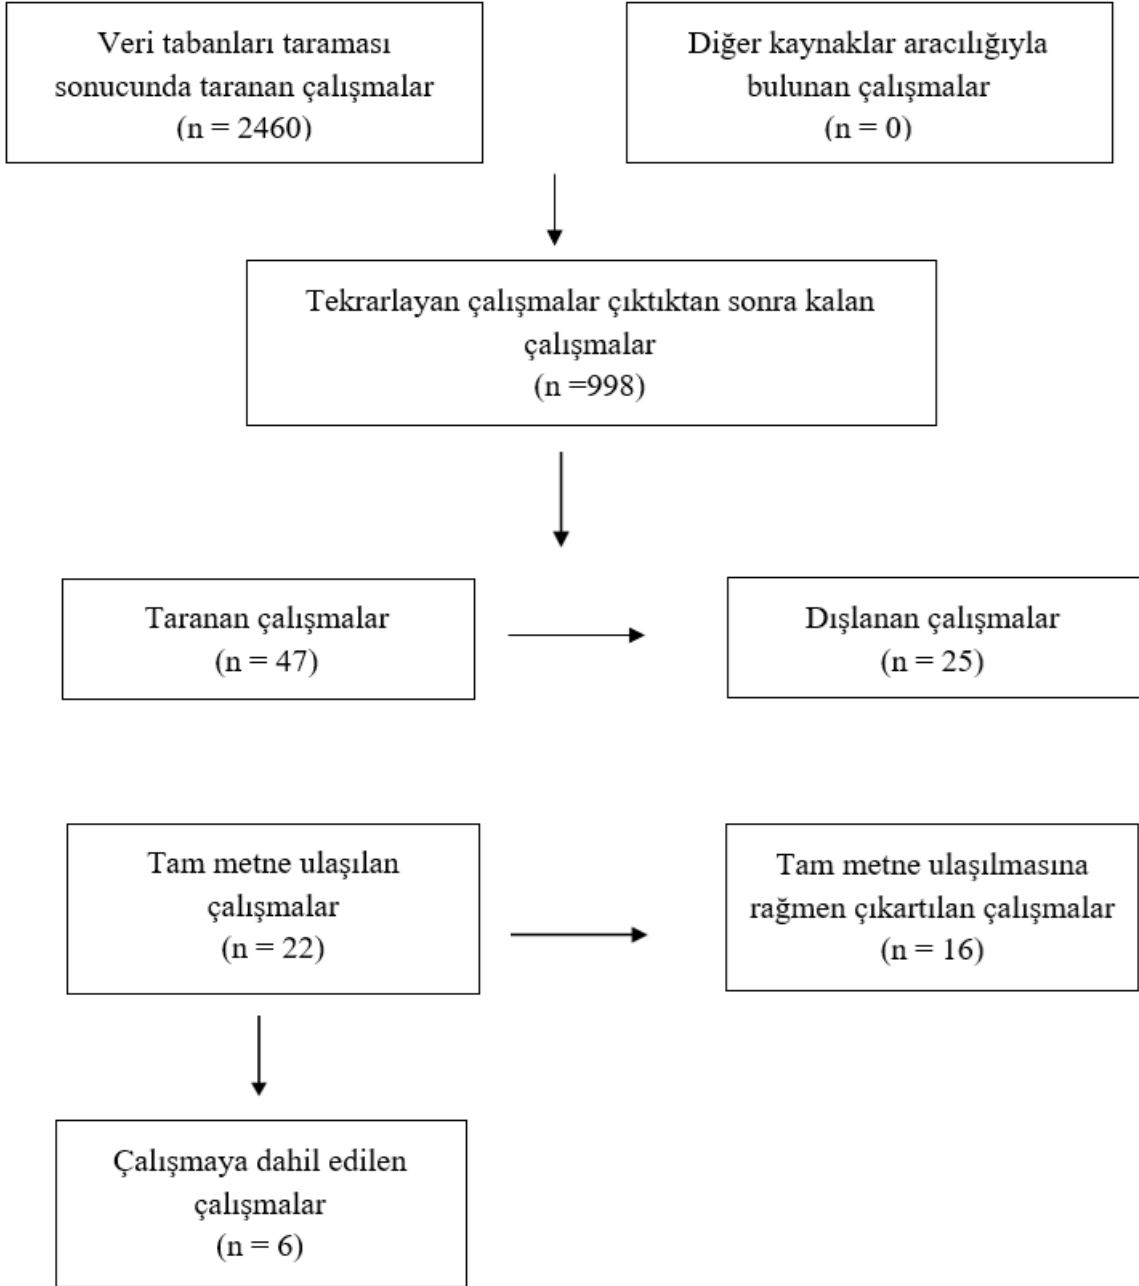 Veri tabanları taraması
sonucunda taranan çalışmalar
(n = 2460)
Diğer kaynaklar aracılığıyla
bulunan çalışmalar
(n = 0)
Tekrarlayan çalışmalar çıktıktan sonra kalan
çalışmalar
(n =998)
Taranan çalışmalar
(n = 47)
Dışlanan çalışmalar
(n = 25)
Tam metne ulaşılan
çalışmalar
(n = 22)
Tam metne ulaşılmasına
rağmen çıkartılan çalışmalar
(n = 16)
Çalışmaya dahil edilen
çalışmalar
(n = 6)